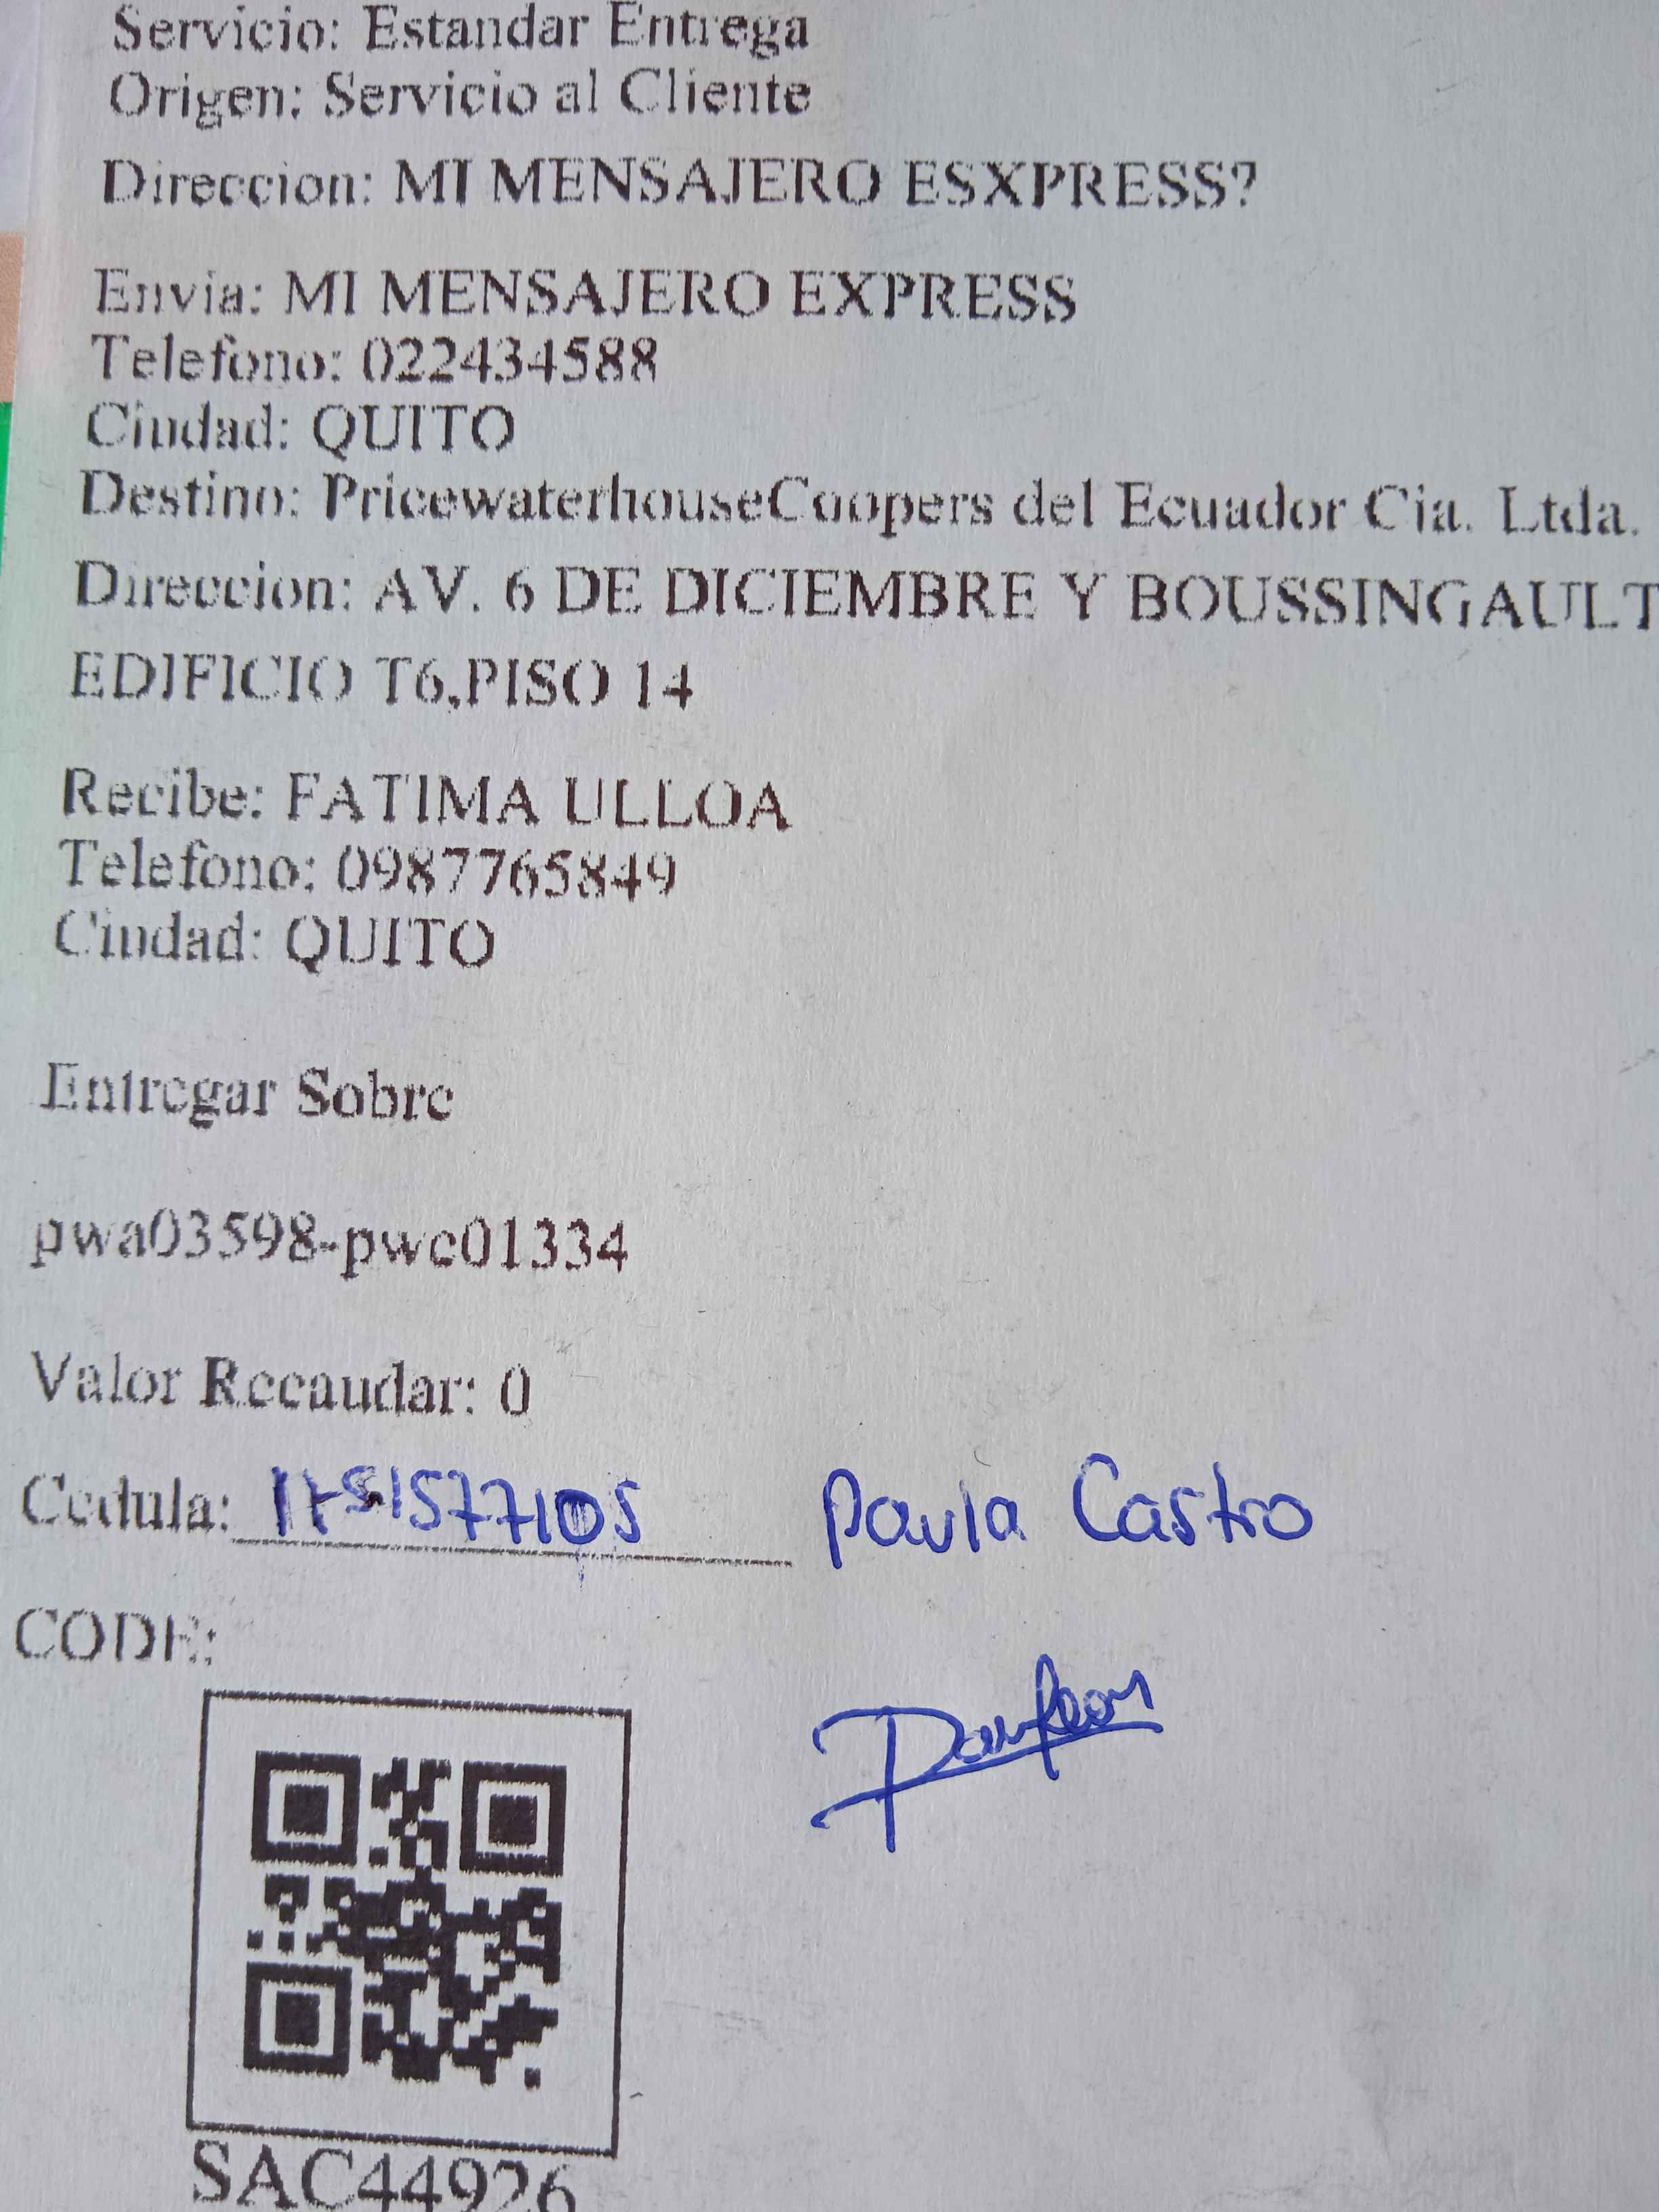 Servicio: Estandar Entrega
Origen: Servicio al Cliente
Direccion: MI MENSAJERO ESXPRESS?
Envia: MI MENSAJERO EXPRESS
Telefono: 022434588
Ciudad: QUITO
Destino: PricewaterhouseCoopers del Ecuador Cia. Ltda.
Direccion: AV. 6 DE DICIEMBRE Y BOUSSINGAULT
EDIFICIO T6,PISO 14
Recibe: FATIMA ULLOA
Telefono: 0987765849
Ciudad: QUITO
Entregar Sobre
pwa03598-pwc01334
Valor Recaudar: 0
Cedula: Paula Castro
CODE:
SAC44926